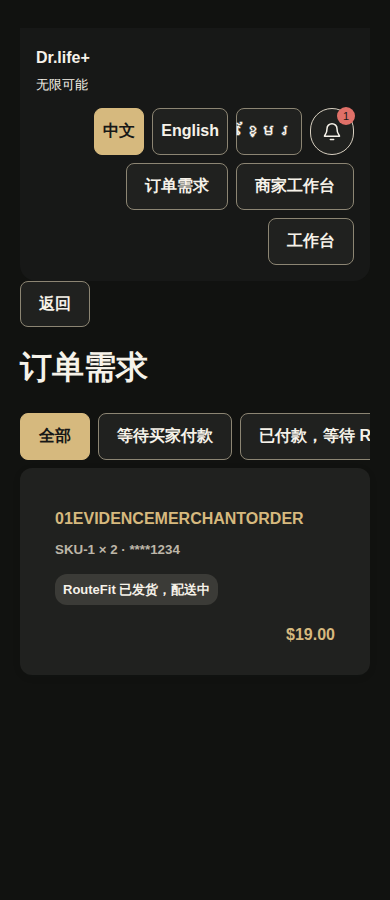 Dr.life+
无限可能
中文 English ខ្មែរ 1
订单需求 商家工作台
工作台
返回
订单需求
全部 等待买家付款 已付款，等待 R
01EVIDENCEMERCHANTORDER
SKU-1 × 2 · ****1234
RouteFit 已发货，配送中
$19.00